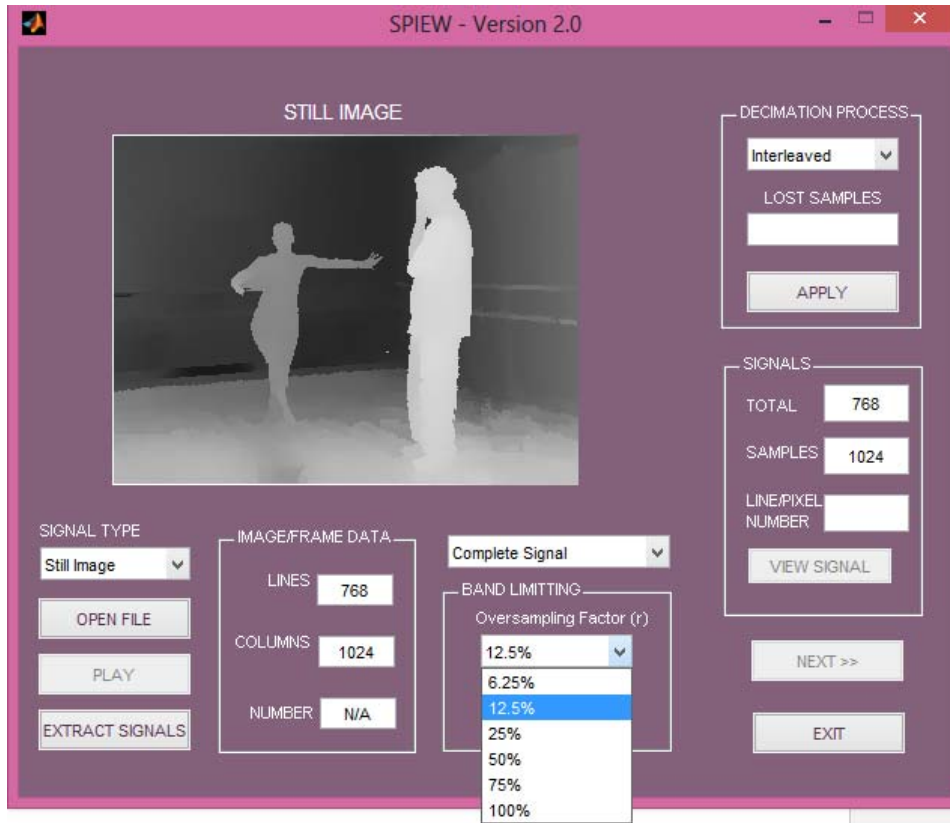 SPIEW - Version 2.0
STILL IMAGE
SIGNAL TYPE
Still Image
OPEN FILE
PLAY
EXTRACT SIGNALS
IMAGE/FRAME DATA
LINES 768
COLUMNS 1024
NUMBER N/A
Complete Signal
BAND LIMITTING
Oversampling Factor (r)
12.5%
6.25%
12.5%
25%
50%
75%
100%
DECIMATION PROCESS
Interleaved
LOST SAMPLES
APPLY
SIGNALS
TOTAL 768
SAMPLES 1024
LINE/PIXEL
NUMBER
VIEW SIGNAL
NEXT >>
EXIT